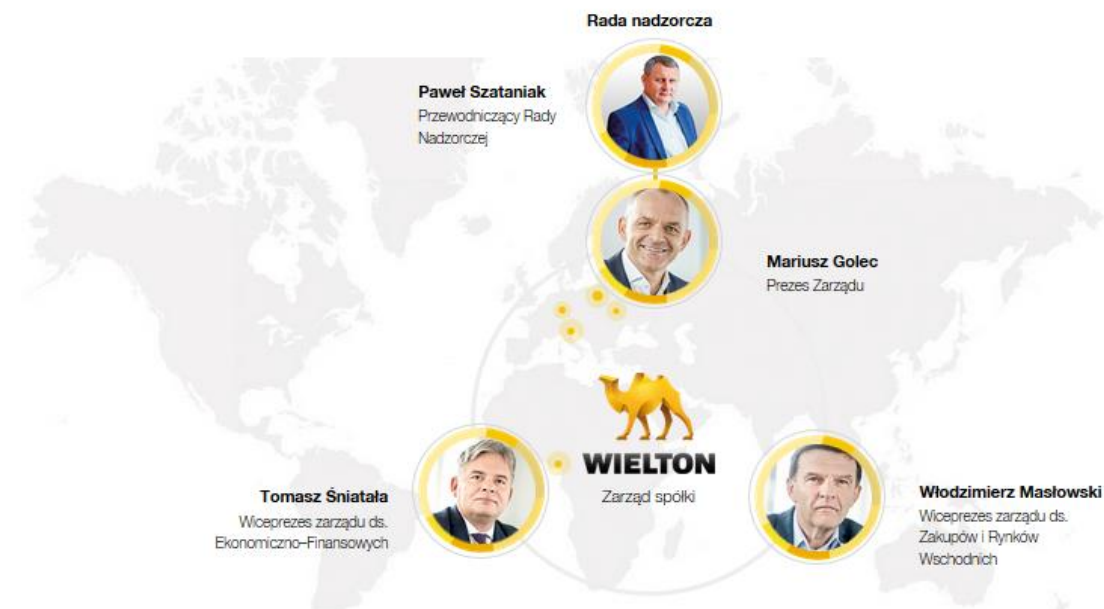 Rada nadzorcza
Paweł Szataniak
Przewodniczący Rady
Nadzorczej
Mariusz Golec
Prezes Zarządu
WIELTON
Zarząd spółki
Tomasz Śniatała
Wiceprezes zarządu ds.
Ekonomiczno–Finansowych
Włodzimierz Masłowski
Wiceprezes zarządu ds.
Zakupów i Rynków
Wschodnich